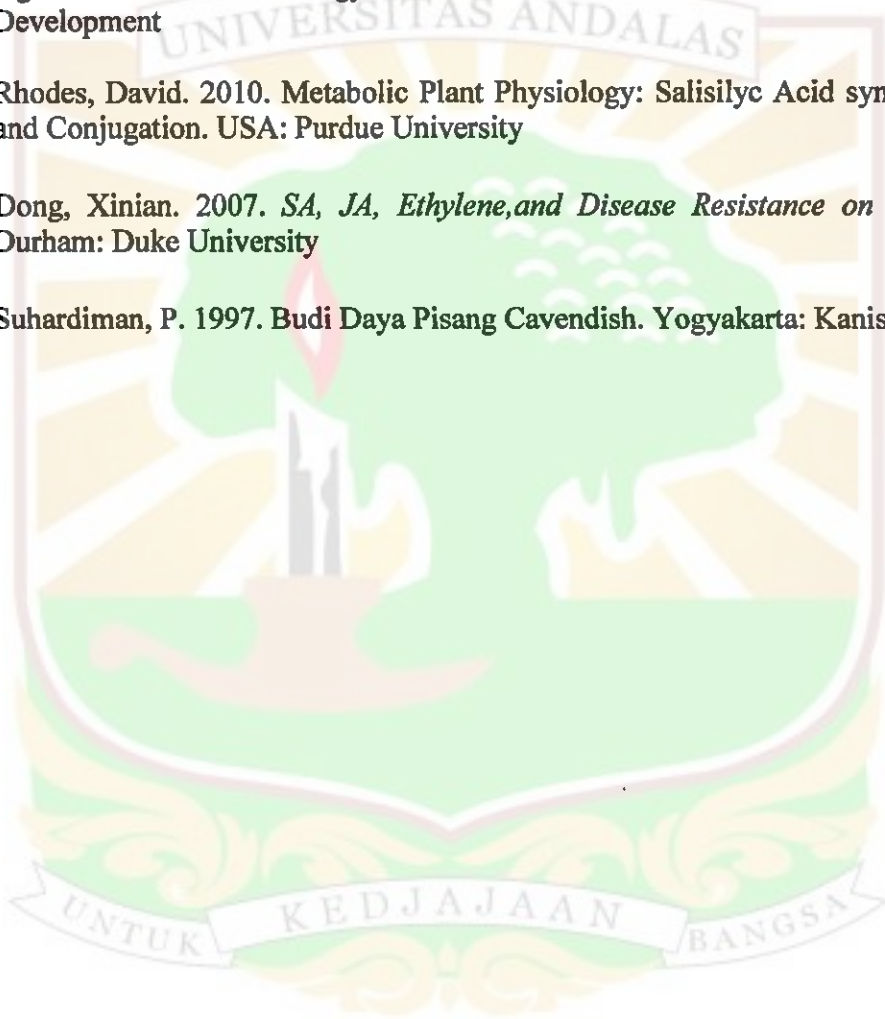 Development
UNIVERSITAS ANDALAS
Rhodes, David. 2010. Metabolic Plant Physiology: Salisilyc Acid syn
and Conjugation. USA: Purdue University
Dong, Xinian. 2007. SA, JA, Ethylene,and Disease Resistance on
Durham: Duke University
Suhardiman, P. 1997. Budi Daya Pisang Cavendish. Yogyakarta: Kanis
UNTUK KEDJAJAAN BANGSA